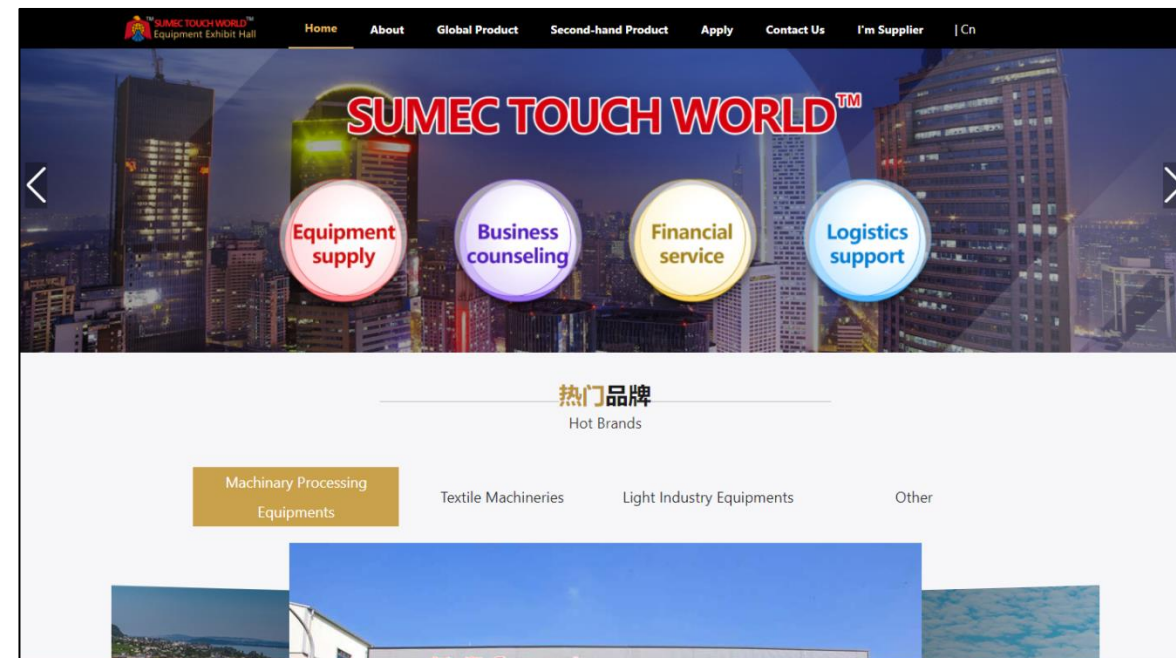 ™SUMEC TOUCH WORLD™
Equipment Exhibit Hall
Home About Global Product Second-hand Product Apply Contact Us I'm Supplier | Cn
SUMEC TOUCH WORLD™
Equipment
supply
Business
counseling
Financial
service
Logistics
support
热门品牌
Hot Brands
Machinary Processing
Equipments
Textile Machineries
Light Industry Equipments
Other